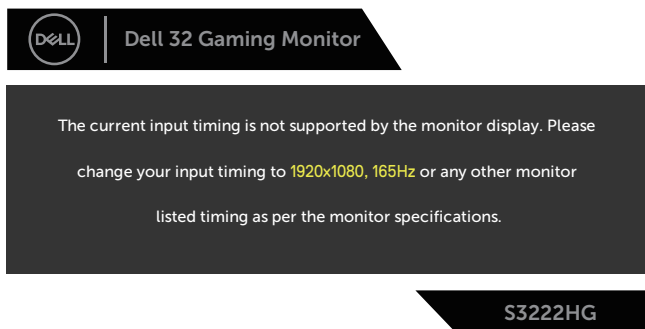 DELL
Dell 32 Gaming Monitor
The current input timing is not supported by the monitor display. Please
change your input timing to 1920x1080, 165Hz or any other monitor
listed timing as per the monitor specifications.
S3222HG